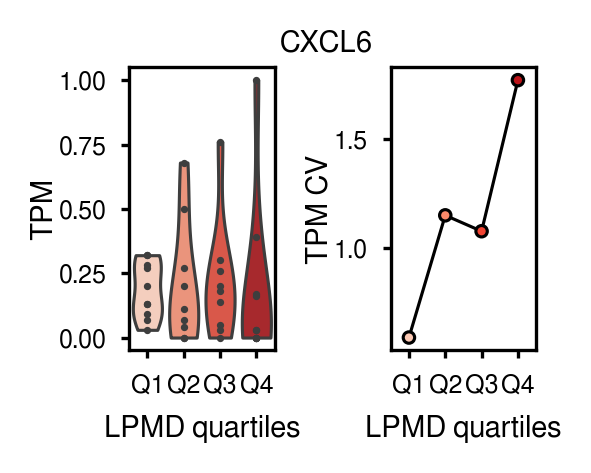 CXCL6
TPM
1.00
0.75
0.50
0.25
0.00
Q1 Q2 Q3 Q4
LPMD quartiles
TPM CV
1.5
1.0
Q1 Q2 Q3 Q4
LPMD quartiles